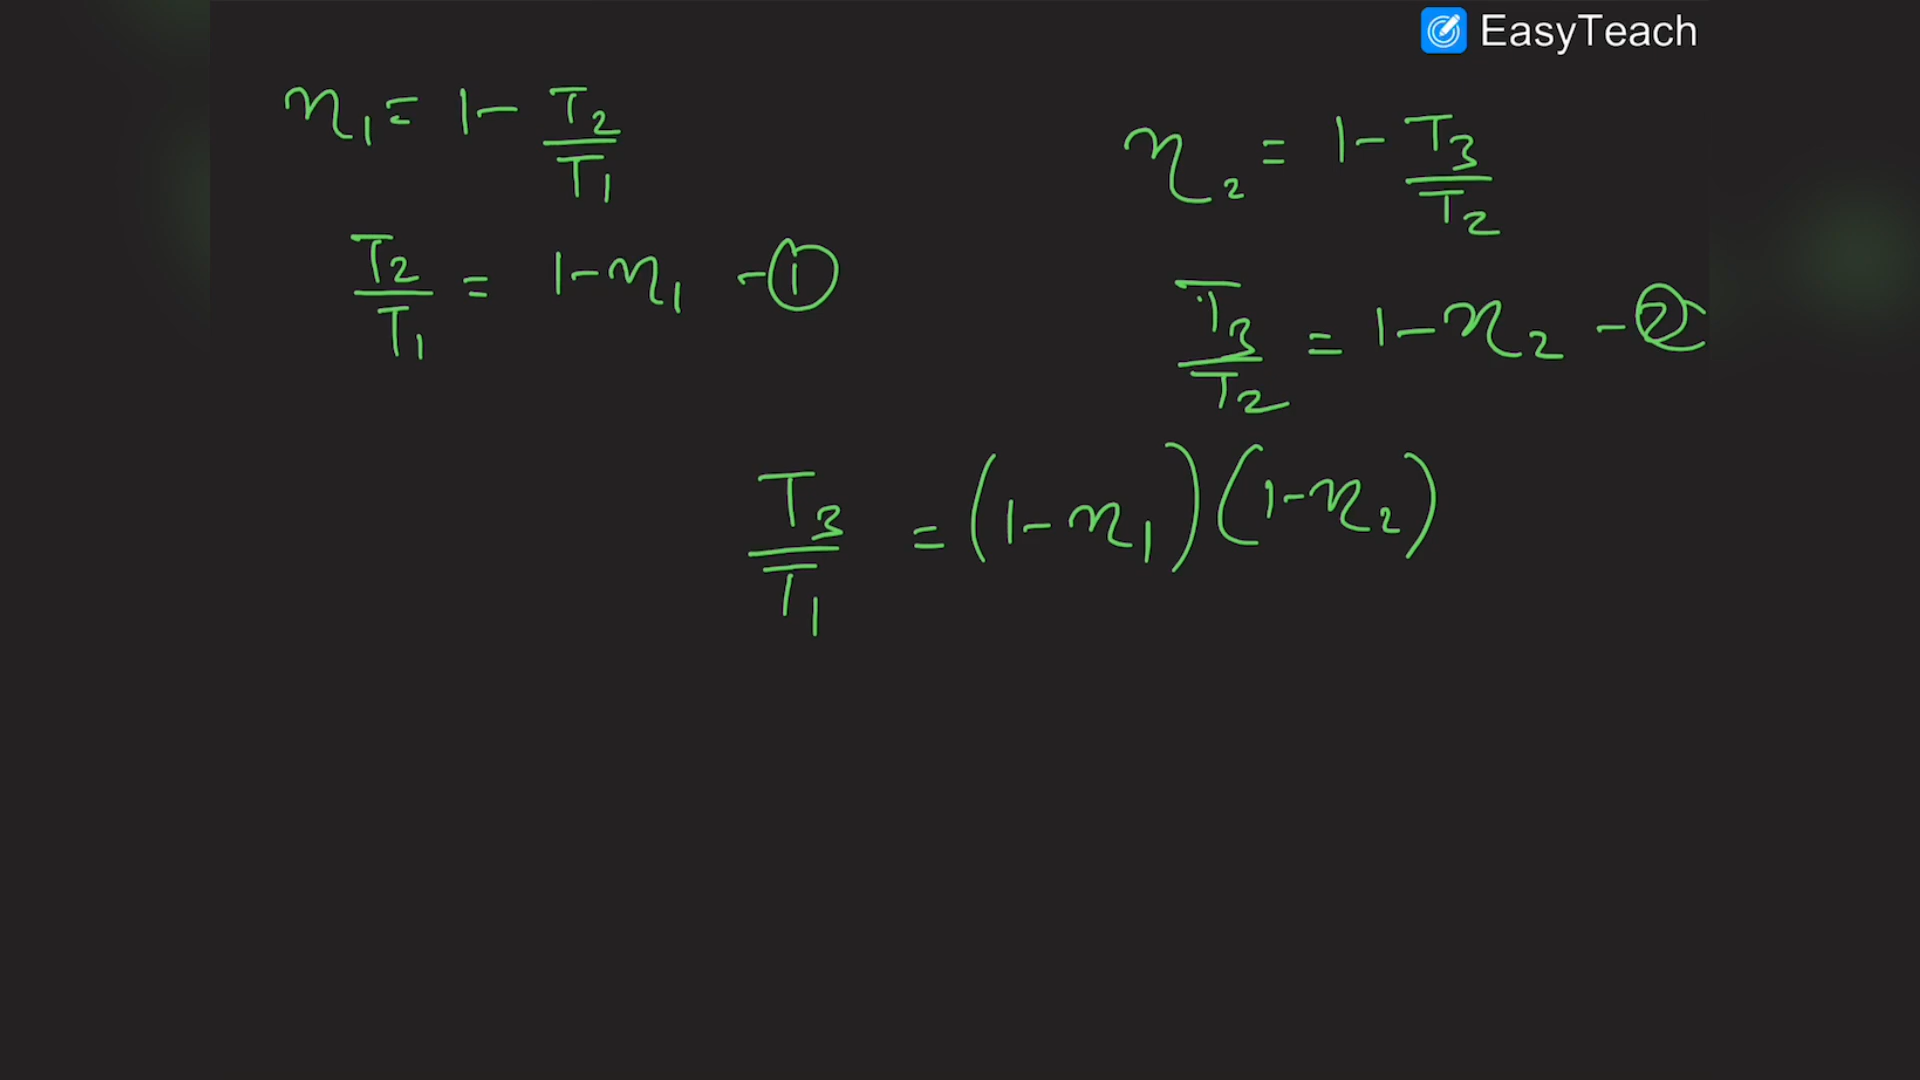 EasyTeach
η₁ = 1 - T₂/T₁
T₂/T₁ = 1 - η₁ - ①
η₂ = 1 - T₃/T₂
T₃/T₂ = 1 - η₂ - ②
T₃/T₁ = (1 - η₁)(1 - η₂)